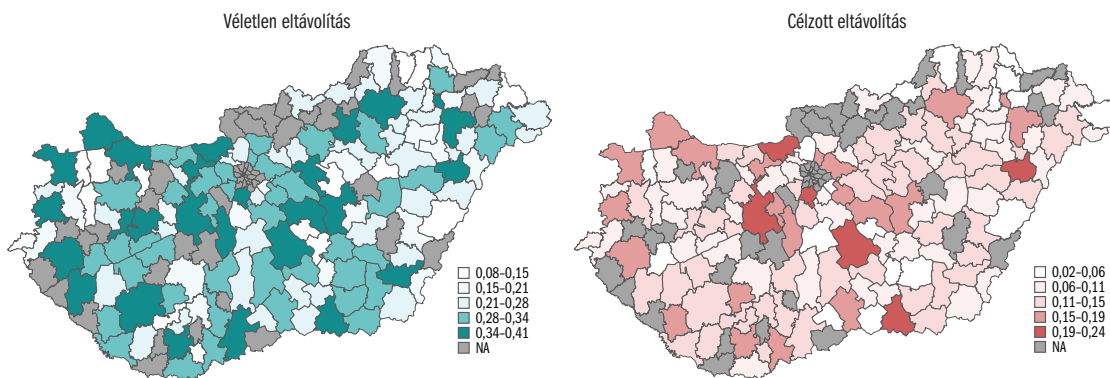 Véletlen eltávolítás
0,08–0,15
0,15–0,21
0,21–0,28
0,28–0,34
0,34–0,41
NA
Célzott eltávolítás
0,02–0,06
0,06–0,11
0,11–0,15
0,15–0,19
0,19–0,24
NA